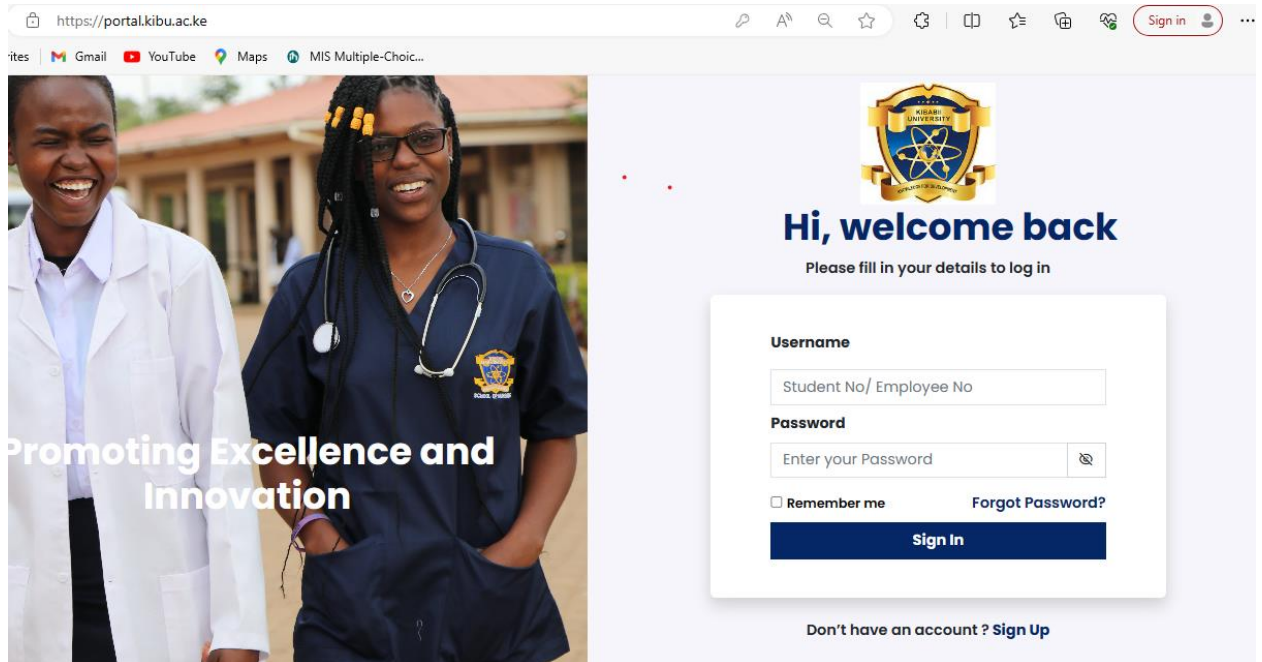 https://portal.kibu.ac.ke
Sign in
ites
Gmail
YouTube
Maps
MIS Multiple-Choic...
KIBABII
UNIVERSITY
Hi, welcome back
Please fill in your details to log in
Username
Student No/ Employee No
Password
Enter your Password
Remember me
Forgot Password?
Sign In
Don't have an account ? Sign Up
Promoting Excellence and
Innovation